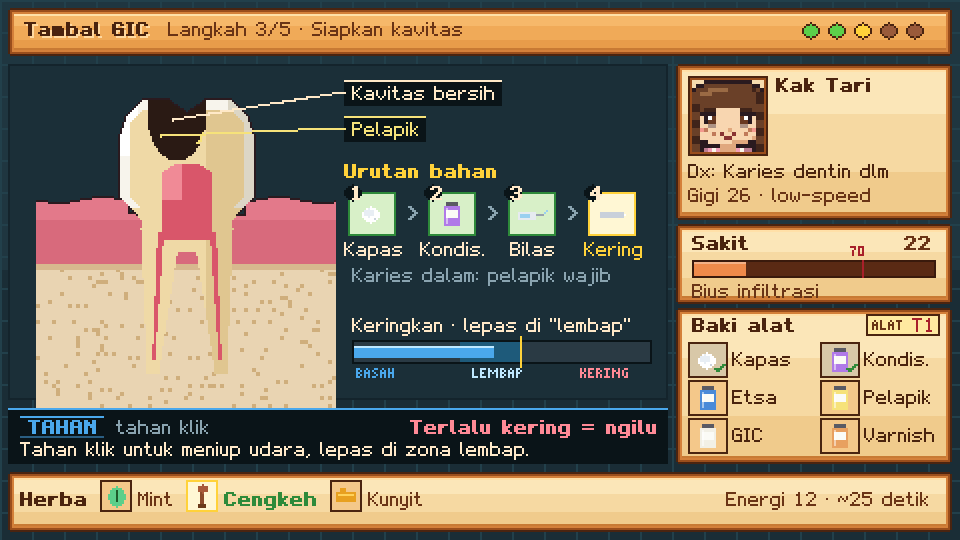 Tambal GIC Langkah 3/5 · Siapkan kavitas
Kavitas bersih
Pelapik
Urutan bahan
1 2 3 4
Kapas > Kondis. > Bilas > Kering
Karies dalam: pelapik wajib
Keringkan · lepas di "lembap"
BASAH LEMBAP KERING
TAHAN tahan klik Terlalu kering = ngilu
Tahan klik untuk meniup udara, lepas di zona lembap.
Kak Tari
Dx: Karies dentin dlm
Gigi 26 · low-speed
Sakit 22
70
Bius infiltrasi
Baki alat ALAT T1
Kapas Kondis.
Etsa Pelapik
GIC Varnish
Herba Mint Cengkeh Kunyit Energi 12 · ~25 detik